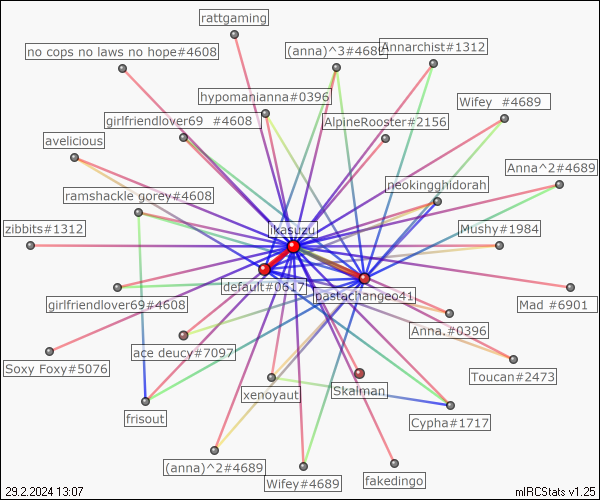 rattgaming
no cops no laws no hope#4608
(anna)^3#4689
Annarchist#1312
hypomanianna#0396
Wifey #4689
girlfriendlover69 #4608
AlpineRooster#2156
avelicious
Anna^2#4689
ramshackle gorey#4608
neokingghidorah
zibbits#1312
ikasuzu
Mushy#1984
default#0617
pastachangeo41
girlfriendlover69#4608
Mad #6901
Anna.#0396
ace deucy#7097
Soxy Foxy#5076
Toucan#2473
xenoyaut
Skaiman
frisout
Cypha#1717
(anna)^2#4689
Wifey#4689
fakedingo
29.2.2024 13:07
mIRCStats v1.25